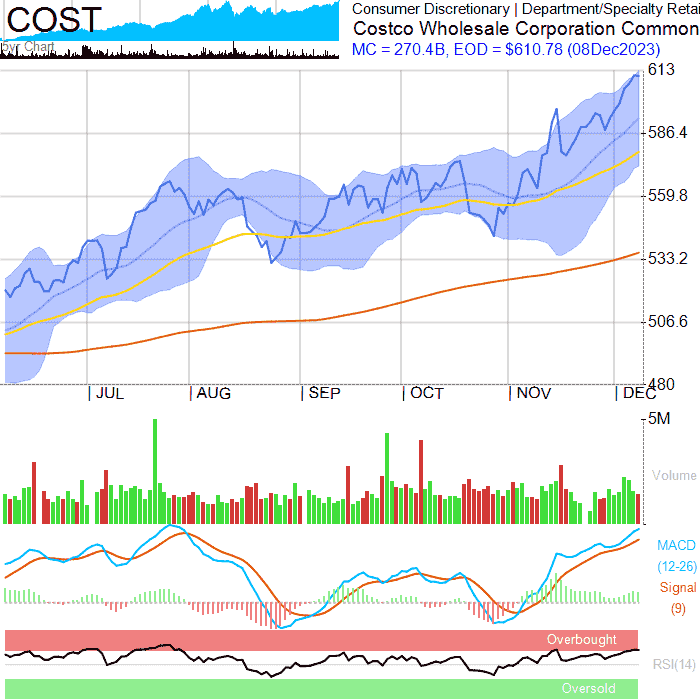 COST
5yr Chart
Consumer Discretionary | Department/Specialty Retai
Costco Wholesale Corporation Common
MC = 270.4B, EOD = $610.78 (08Dec2023)
613
586.4
559.8
533.2
506.6
480
JUL AUG SEP OCT NOV DEC
5M
Volume
MACD
(12-26)
Signal
(9)
Overbought
RSI(14)
Oversold